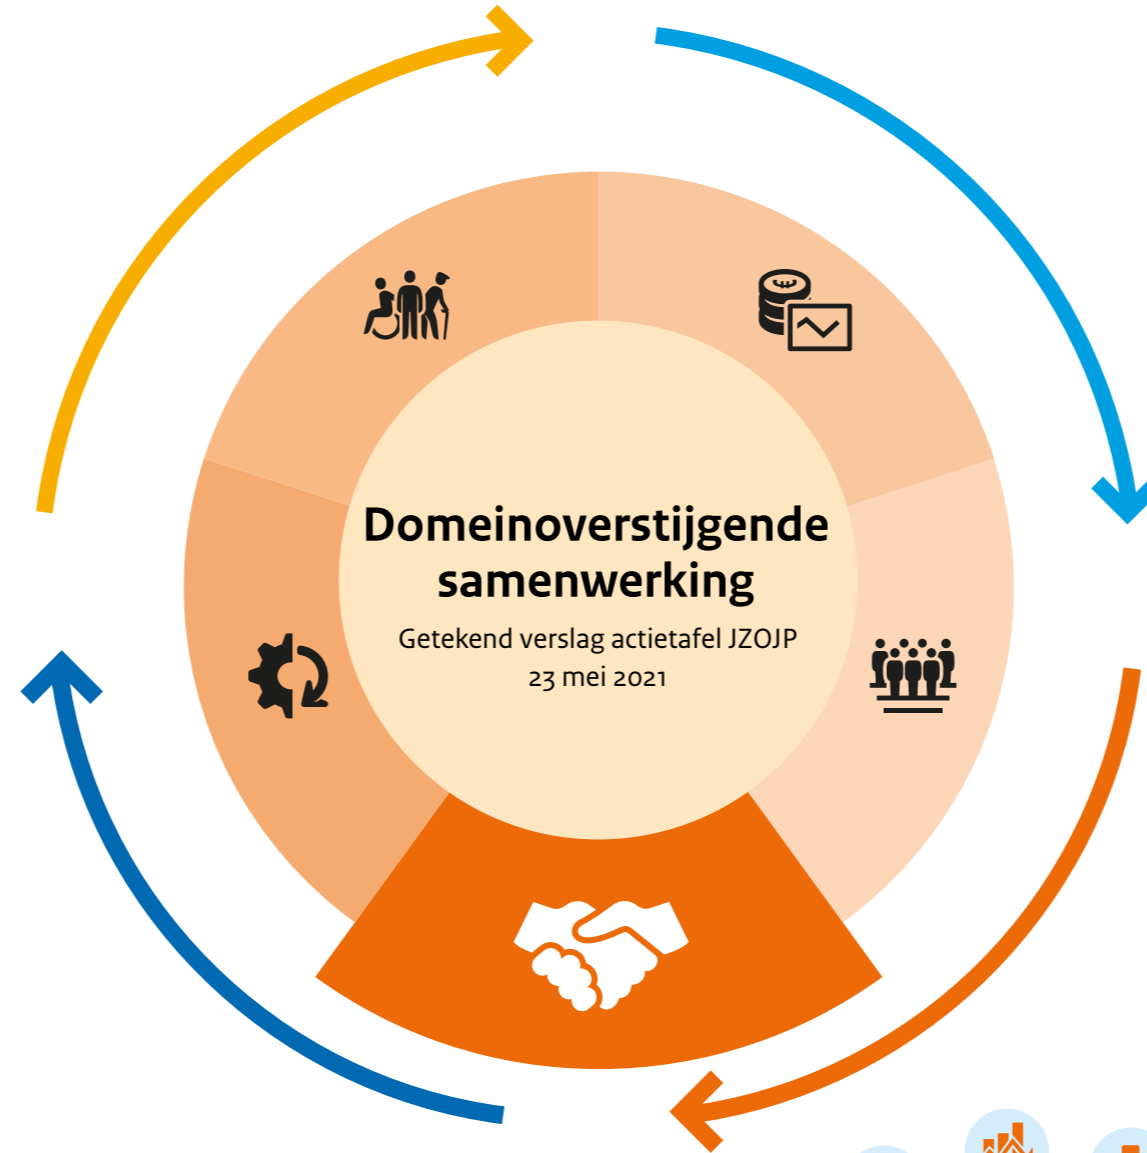 Domeinoverstijgende
samenwerking
Getekend verslag actietafel JZOJP
23 mei 2021